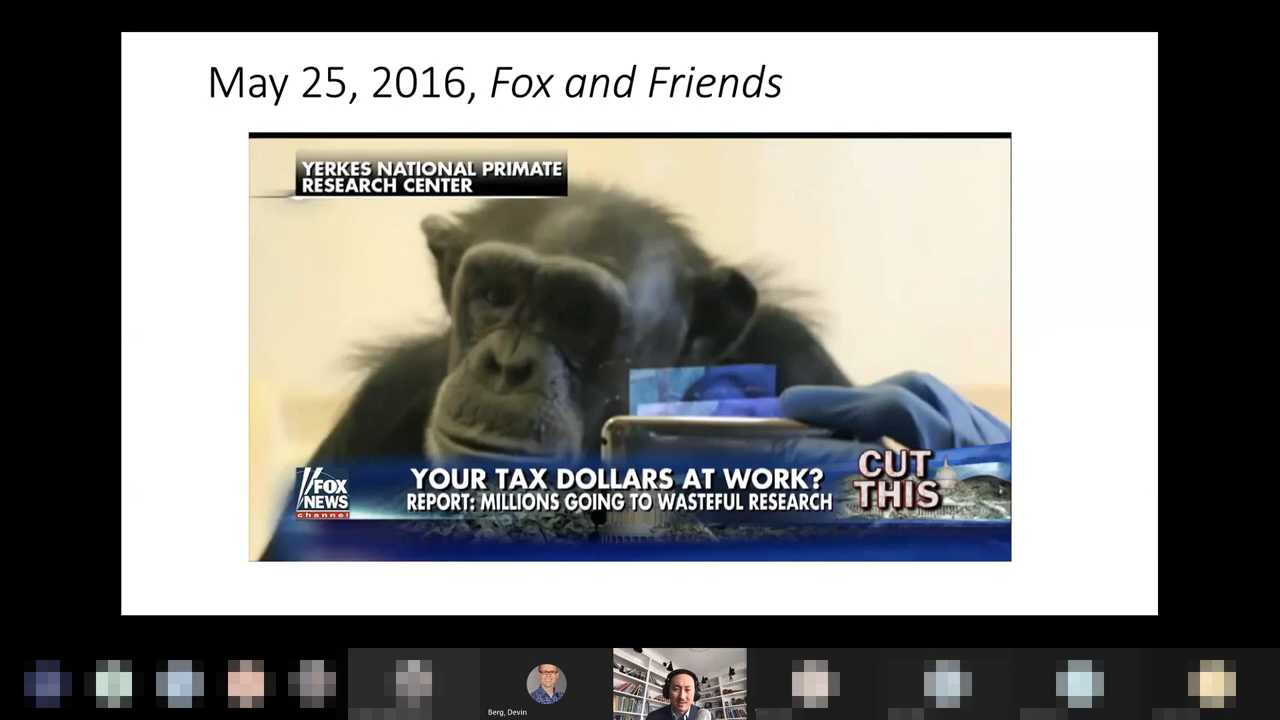 May 25, 2016, Fox and Friends
YERKES NATIONAL PRIMATE
RESEARCH CENTER
FOX
NEWS
channel
YOUR TAX DOLLARS AT WORK?
REPORT: MILLIONS GOING TO WASTEFUL RESEARCH
CUT
THIS
Berg, Devin